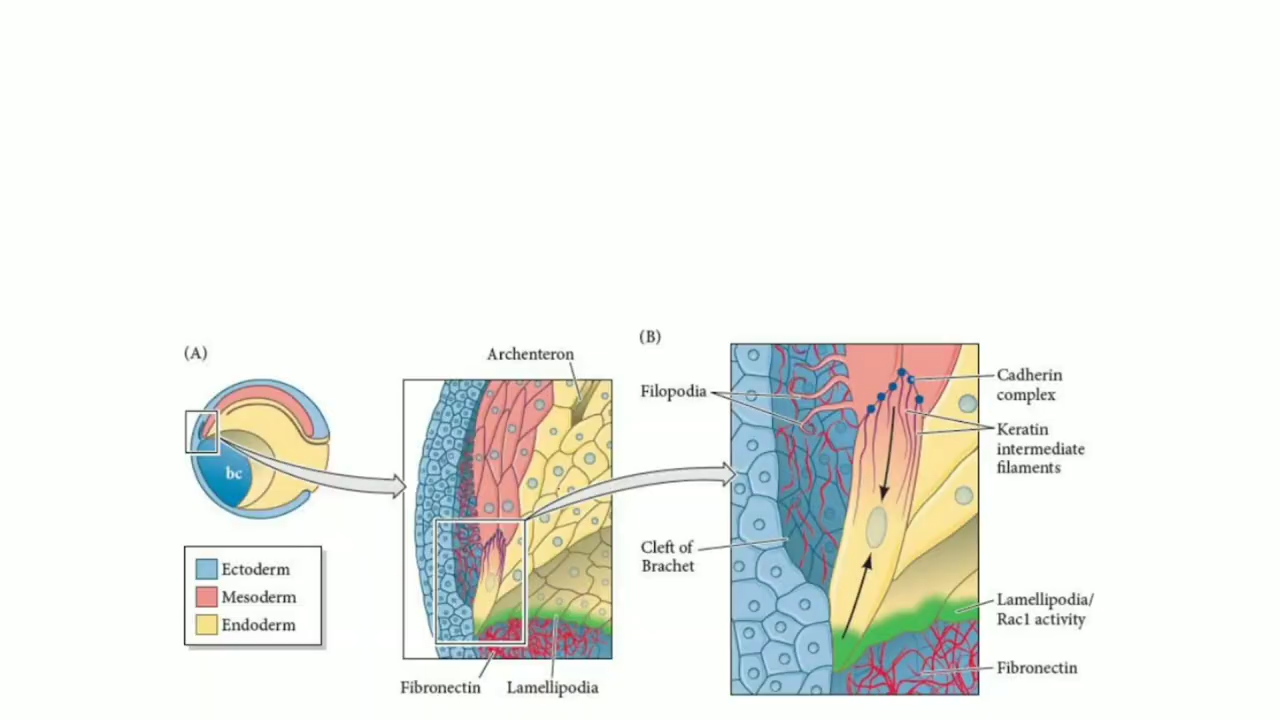 (A)
bc
Ectoderm
Mesoderm
Endoderm
Archenteron
Fibronectin
Lamellipodia
(B)
Filopodia
Cleft of
Brachet
Cadherin
complex
Keratin
intermediate
filaments
Lamellipodia/
Rac1 activity
Fibronectin